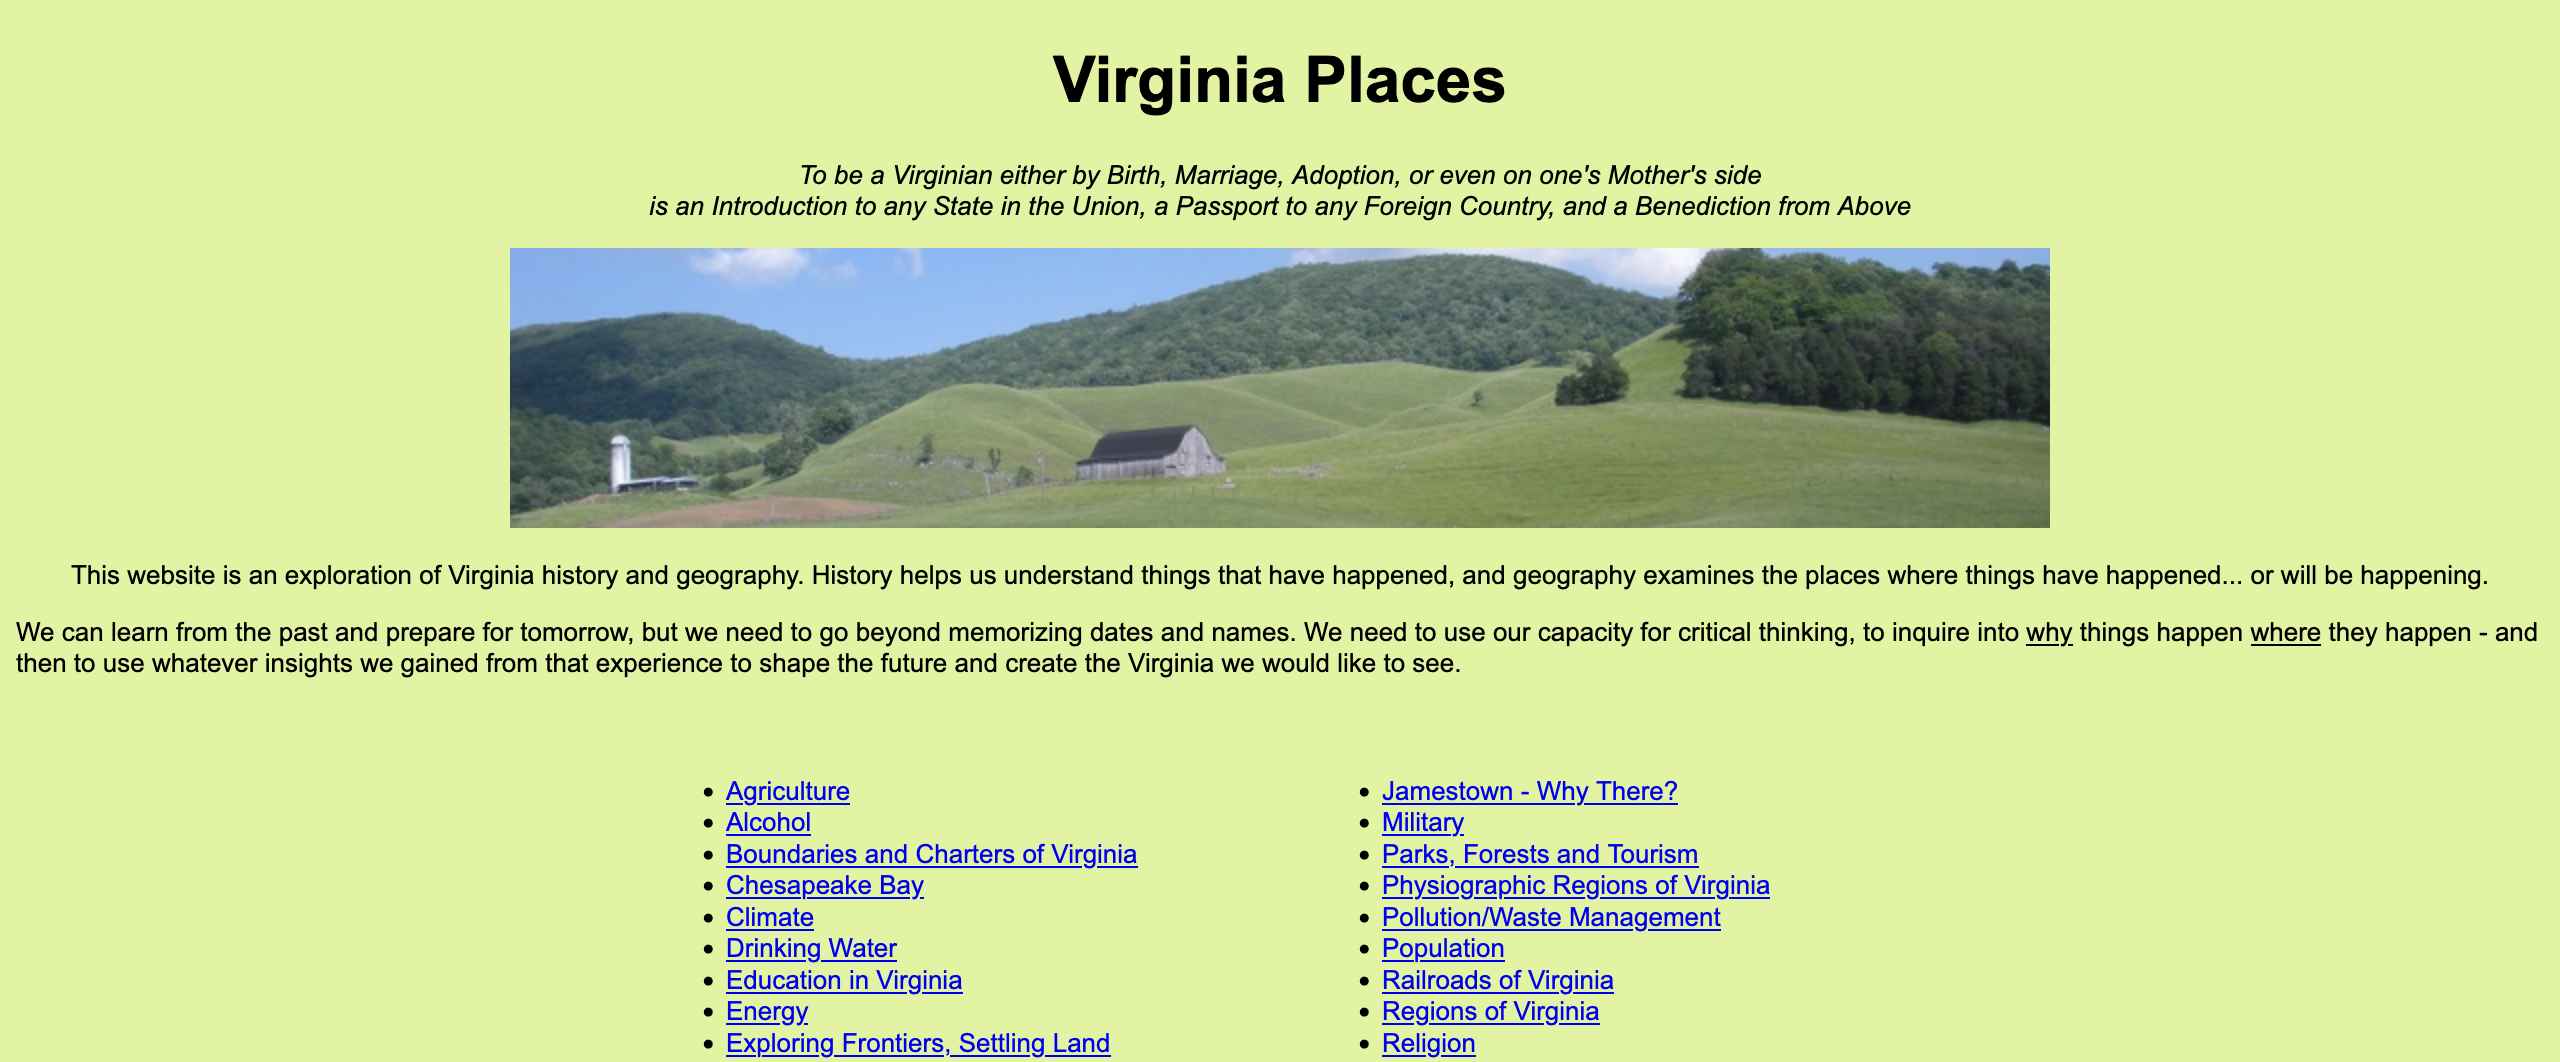 Virginia Places
To be a Virginian either by Birth, Marriage, Adoption, or even on one's Mother's side
is an Introduction to any State in the Union, a Passport to any Foreign Country, and a Benediction from Above
This website is an exploration of Virginia history and geography. History helps us understand things that have happened, and geography examines the places where things have happened... or will be happening.
We can learn from the past and prepare for tomorrow, but we need to go beyond memorizing dates and names. We need to use our capacity for critical thinking, to inquire into why things happen where they happen - and
then to use whatever insights we gained from that experience to shape the future and create the Virginia we would like to see.
Agriculture
Alcohol
Boundaries and Charters of Virginia
Chesapeake Bay
Climate
Drinking Water
Education in Virginia
Energy
Exploring Frontiers, Settling Land
Jamestown - Why There?
Military
Parks, Forests and Tourism
Physiographic Regions of Virginia
Pollution/Waste Management
Population
Railroads of Virginia
Regions of Virginia
Religion